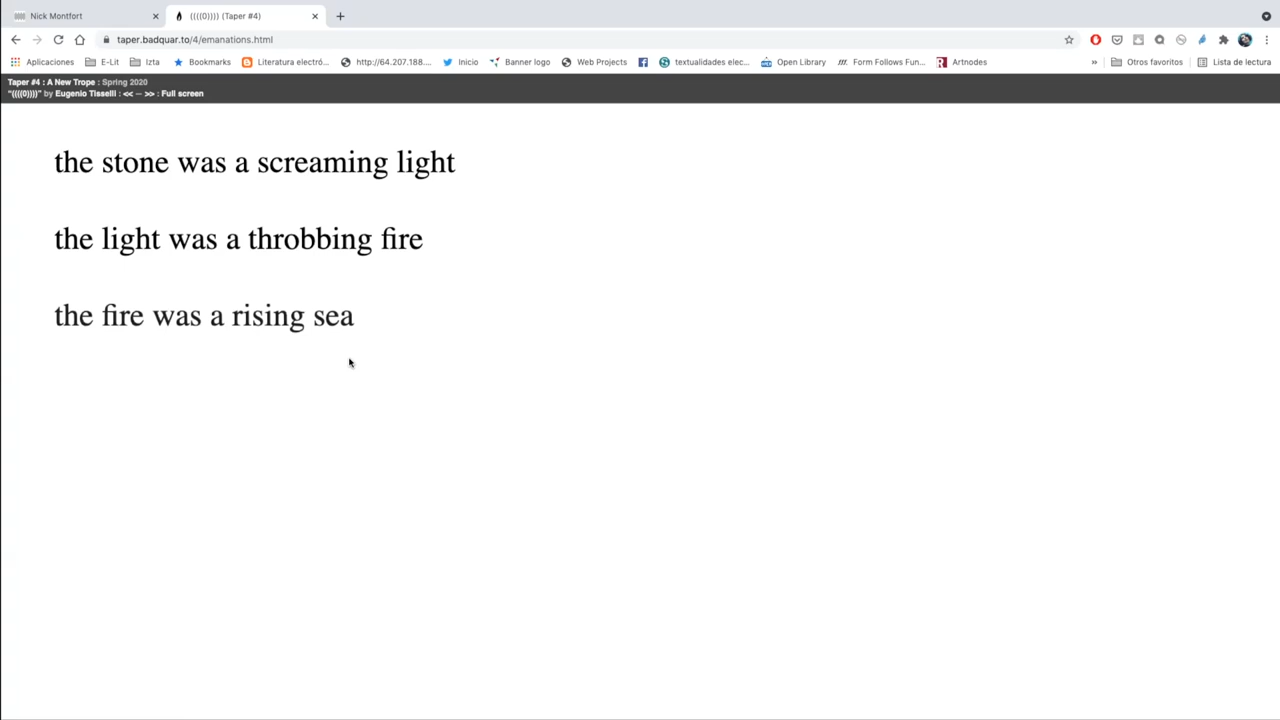 Nick Montfort
((((0)))) (Taper #4)
taper.badquar.to/4/emanations.html
Aplicaciones E-Lit Izta Bookmarks Literatura electró... http://64.207.188.... Inicio Banner logo Web Projects textualidades elec... Open Library Form Follows Fun... Artnodes » Otros favoritos Lista de lectura
Taper #4 : A New Trope : Spring 2020
"((((0))))" by Eugenio Tisselli : << — >> : Full screen
the stone was a screaming light
the light was a throbbing fire
the fire was a rising sea